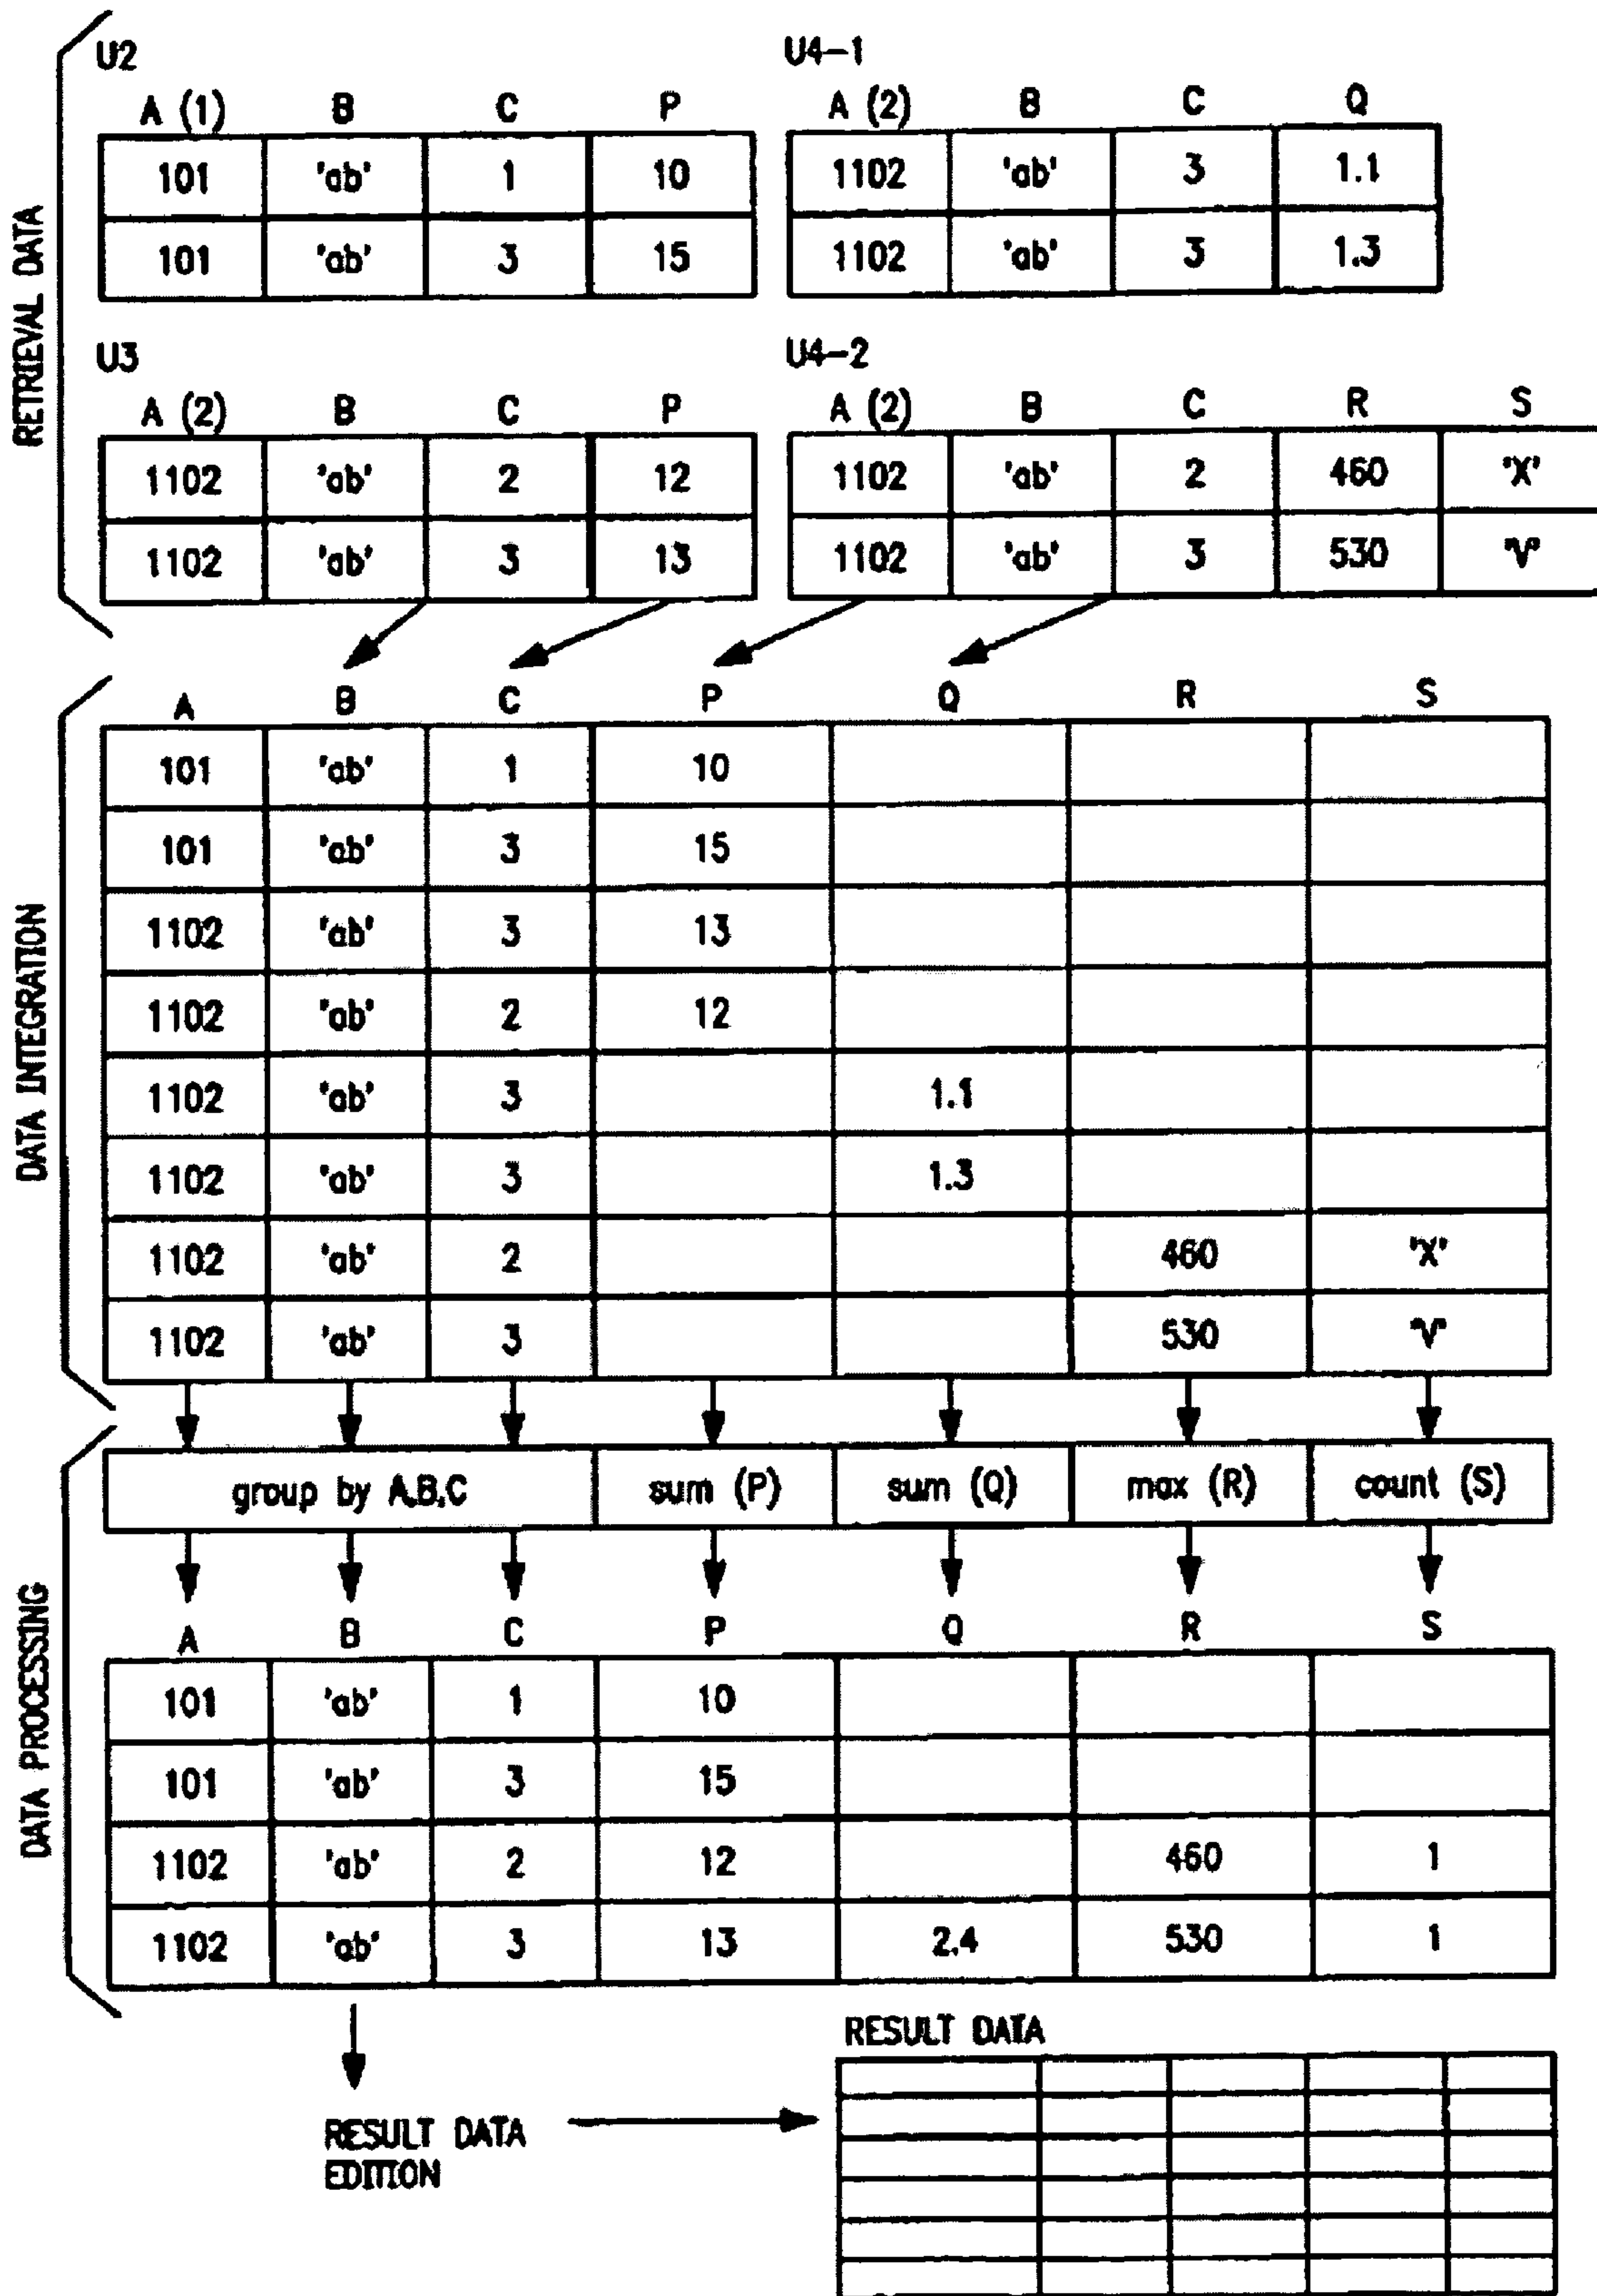 RETRIEVAL DATA
U2
A (1) B C P
101 'ab' 1 10
101 'ab' 3 15
U4-1
A (2) B C Q
1102 'ab' 3 1.1
1102 'ab' 3 1.3
U3
A (2) B C P
1102 'ab' 2 12
1102 'ab' 3 13
U4-2
A (2) B C R S
1102 'ab' 2 460 'X'
1102 'ab' 3 530 'V'
DATA INTEGRATION
A B C P Q R S
101 'ab' 1 10
101 'ab' 3 15
1102 'ab' 3 13
1102 'ab' 2 12
1102 'ab' 3 1.1
1102 'ab' 3 1.3
1102 'ab' 2 460 'X'
1102 'ab' 3 530 'V'
DATA PROCESSING
group by A.B.C sum (P) sum (Q) max (R) count (S)
A B C P Q R S
101 'ab' 1 10
101 'ab' 3 15
1102 'ab' 2 12 460 1
1102 'ab' 3 13 2.4 530 1
RESULT DATA
EDITION
RESULT DATA